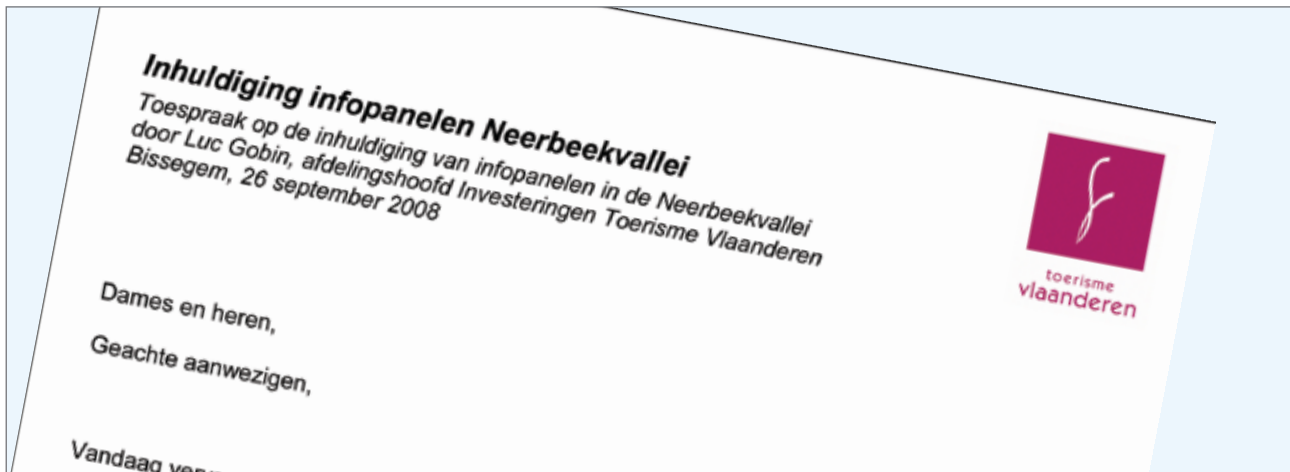 Inhuldiging infopanelen Neerbeekvallei
Toespraak op de inhuldiging van infopanelen in de Neerbeekvallei
door Luc Gobin, afdelingshoofd Investeringen Toerisme Vlaanderen
Bissegem, 26 september 2008
toerisme
vlaanderen
Dames en heren,
Geachte aanwezigen,
Vandaag